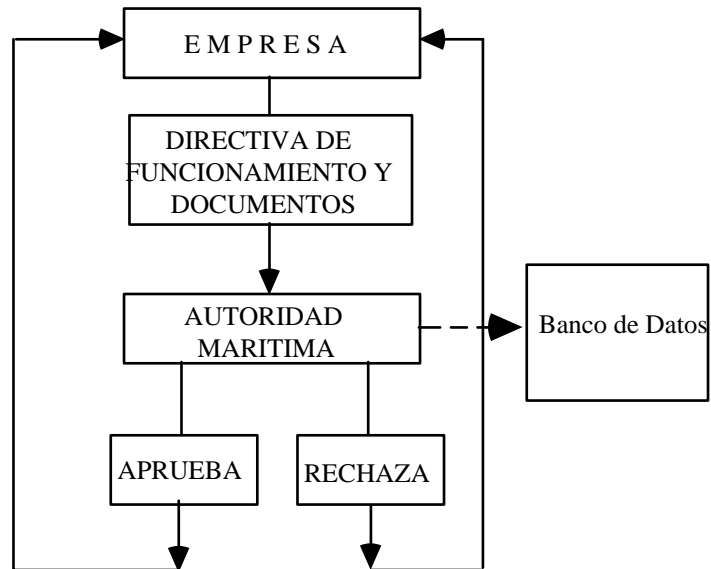 E M P R E S A
DIRECTIVA DE
FUNCIONAMIENTO Y
DOCUMENTOS
AUTORIDAD
MARITIMA
Banco de Datos
APRUEBA
RECHAZA